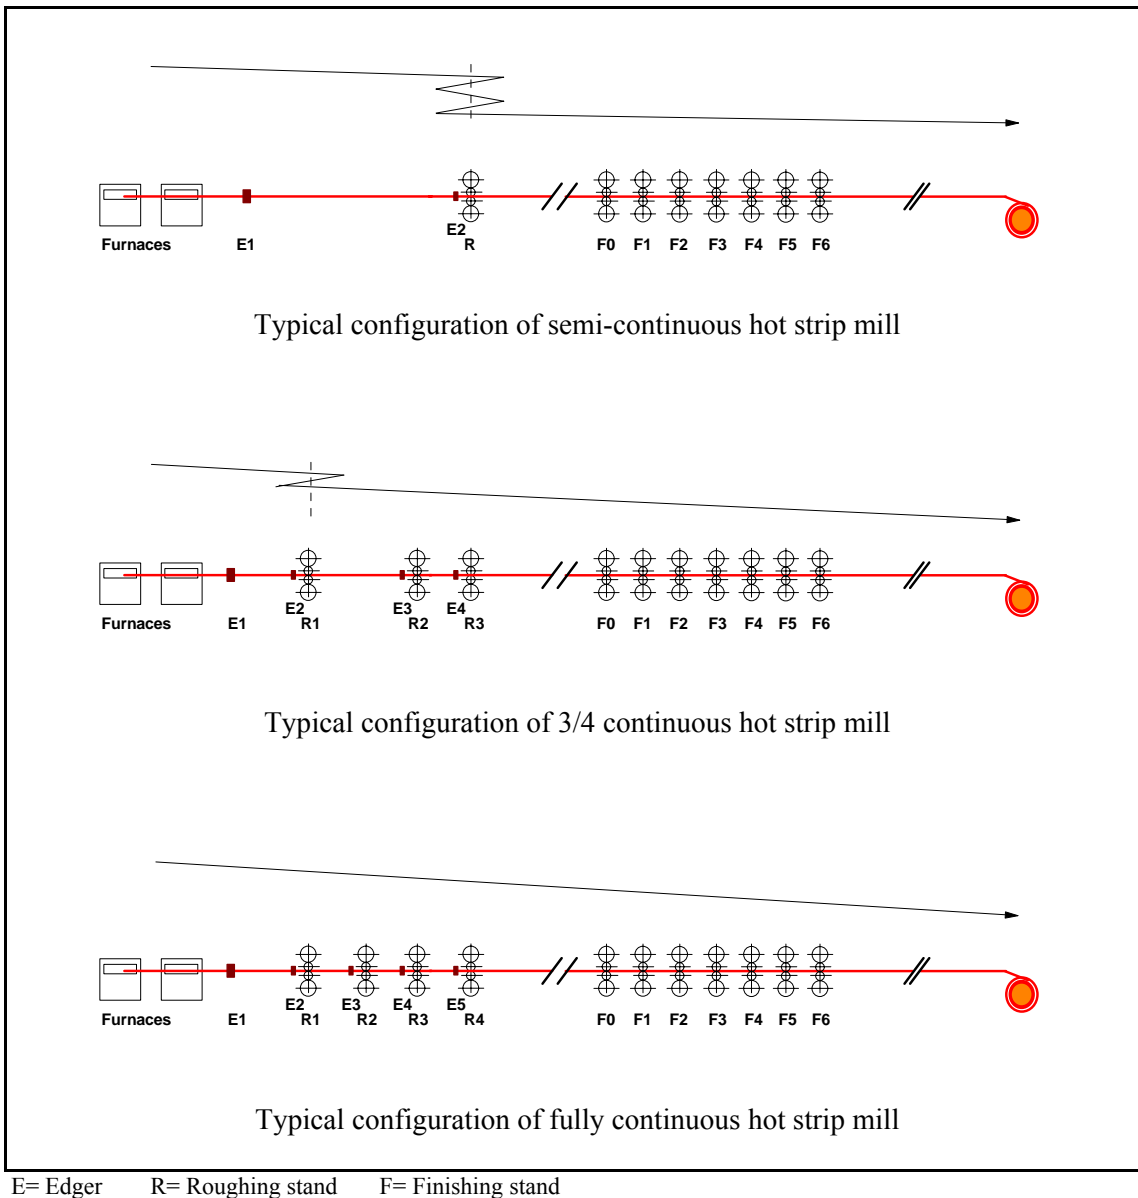 E2
Furnaces E1 R F0 F1 F2 F3 F4 F5 F6
Typical configuration of semi-continuous hot strip mill
E2 E3 E4
Furnaces E1 R1 R2 R3 F0 F1 F2 F3 F4 F5 F6
Typical configuration of 3/4 continuous hot strip mill
E2 E3 E4 E5
Furnaces E1 R1 R2 R3 R4 F0 F1 F2 F3 F4 F5 F6
Typical configuration of fully continuous hot strip mill
E= Edger R= Roughing stand F= Finishing stand